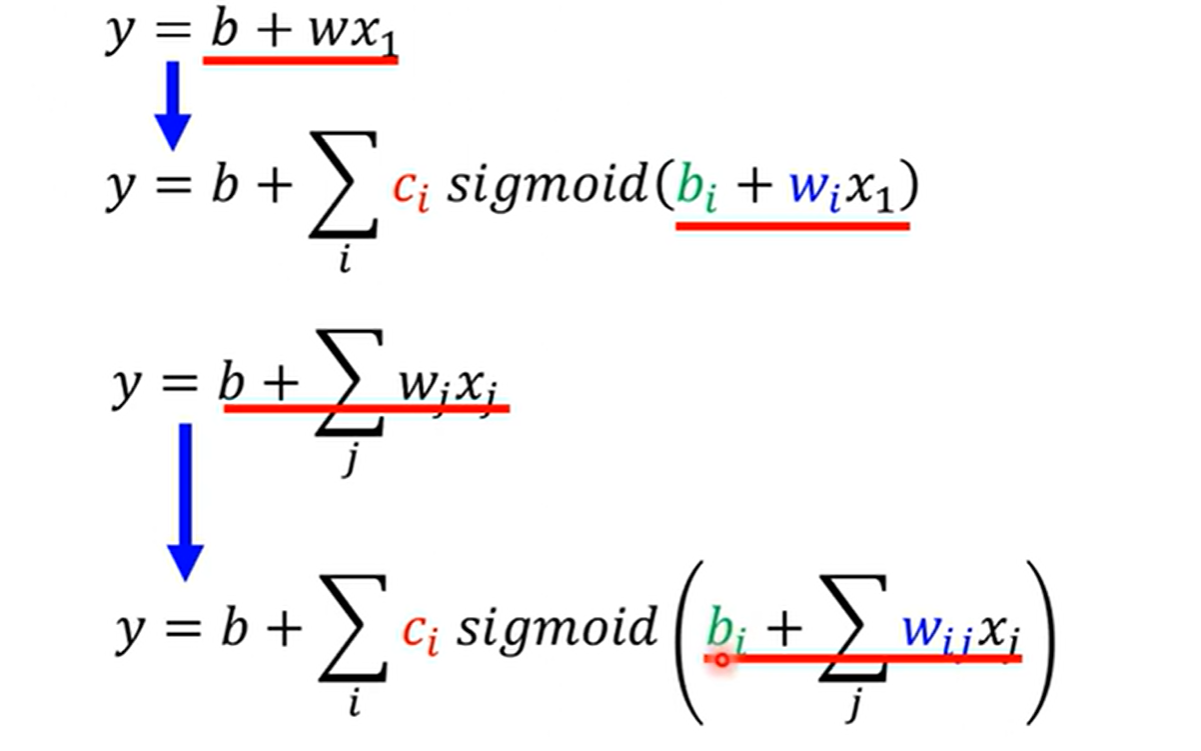 y = b + wx₁
y = b + ∑ᵢ cᵢ sigmoid(bᵢ + wᵢx₁)
y = b + ∑ⱼ wⱼxⱼ
y = b + ∑ᵢ cᵢ sigmoid(bᵢ + ∑ⱼ wᵢⱼxⱼ)